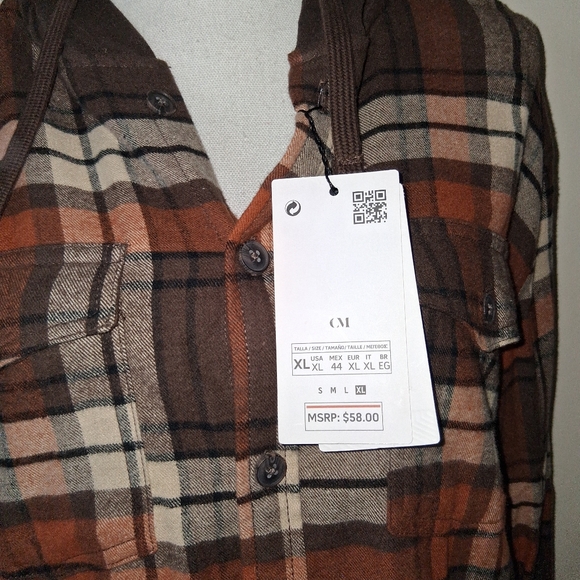 CM
TALLA / SIZE / TAMAÑO / TAILLE /
XL USA MEX EUR IT BR
XL 44 XL XL EG
S M L XL
MSRP: $58.00